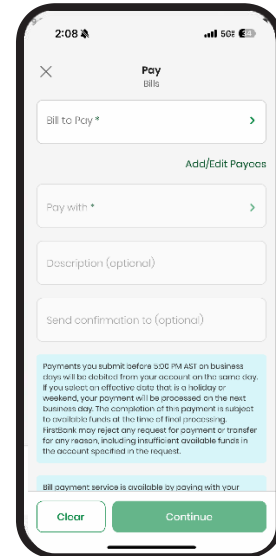 2:08
5G
Pay
Bills
Bill to Pay *
Add/Edit Payees
Pay with *
Description (optional)
Send confirmation to (optional)
Payments you submit before 5:00 PM AST on business
days will be debited from your account on the same day.
If you select an effective date that is a holiday or
weekend, your payment will be processed on the next
business day. The completion of this payment is subject
to available funds at the time of final processing.
FirstBank may reject any request for payment or transfer
for any reason, including insufficient available funds in
the account specified in the request.
Bill payment service is available by paying with your
Clear
Continue